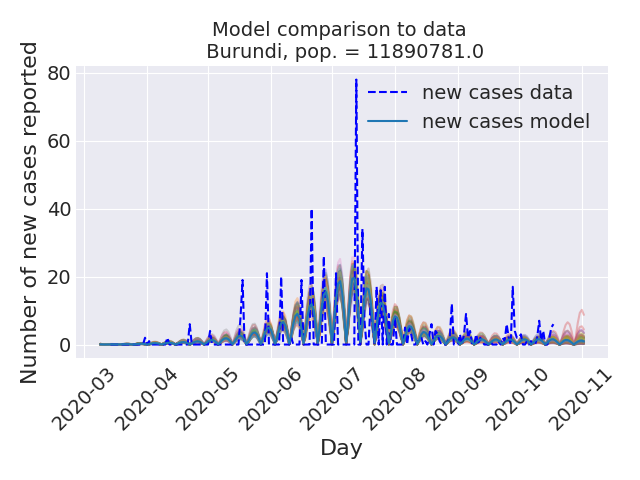 Model comparison to data
Burundi, pop. = 11890781.0
new cases data
new cases model
Number of new cases reported
80
60
40
20
0
2020-03
2020-04
2020-05
2020-06
2020-07
2020-08
2020-09
2020-10
2020-11
Day